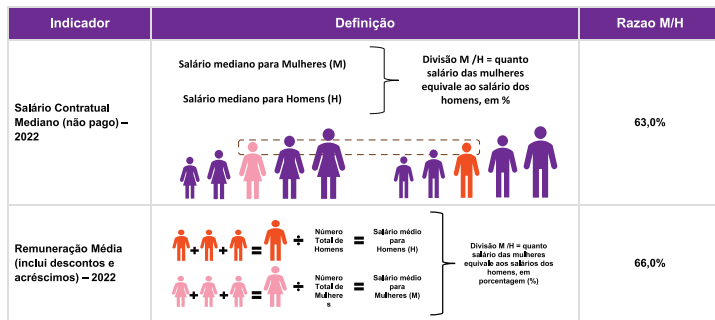 Indicador
Definição
Razao M/H
Salário Contratual
Mediano (não pago) –
2022
Salário mediano para Mulheres (M)
Salário mediano para Homens (H)
Divisão M /H = quanto
salário das mulheres
equivale ao salário dos
homens, em %
63,0%
Remuneração Média
(inclui descontos e
acréscimos) – 2022
+ + = ÷
Número
Total de
Homens
=
Salário médio
para
Homens (H)
+ + = ÷
Número
Total de
Mulhere
s
=
Salário médio
para
Mulheres (M)
Divisão M /H = quanto
salário das mulheres
equivale aos salários dos
homens, em
porcentagem (%)
66,0%